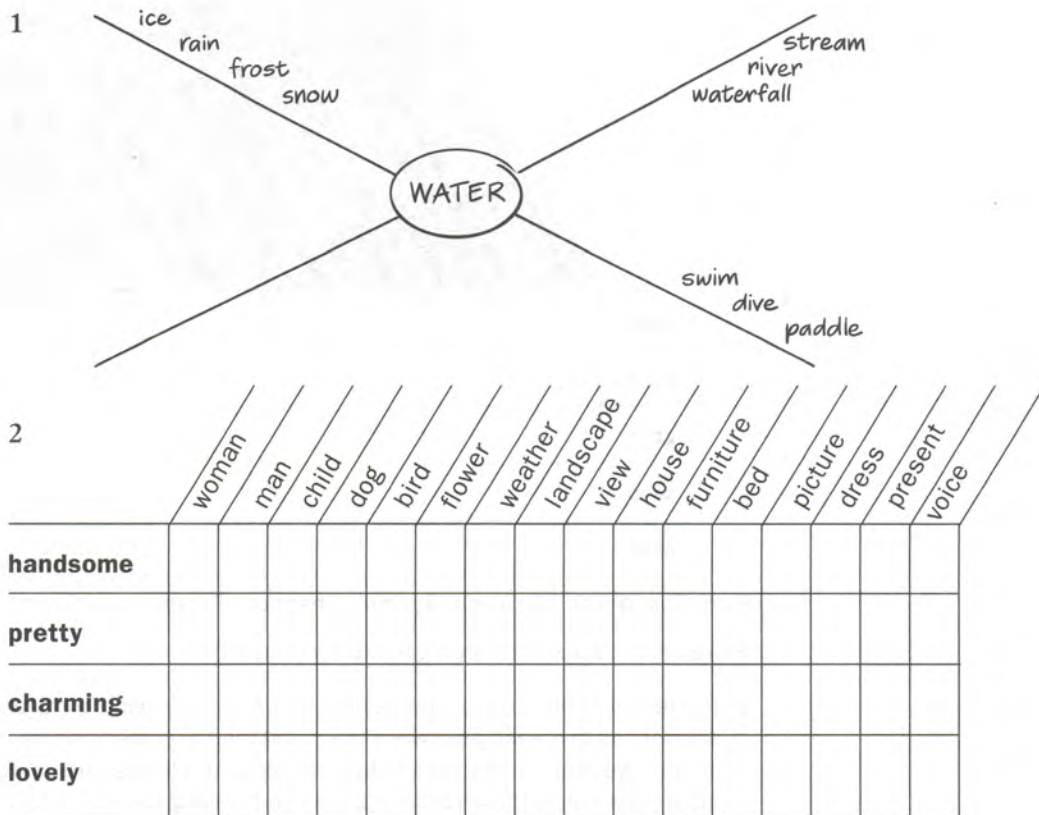 1
ice
rain
frost
snow
stream
river
waterfall
WATER
swim
dive
paddle
2
woman
man
child
dog
bird
flower
weather
landscape
view
house
furniture
bed
picture
dress
present
voice
handsome
pretty
charming
lovely